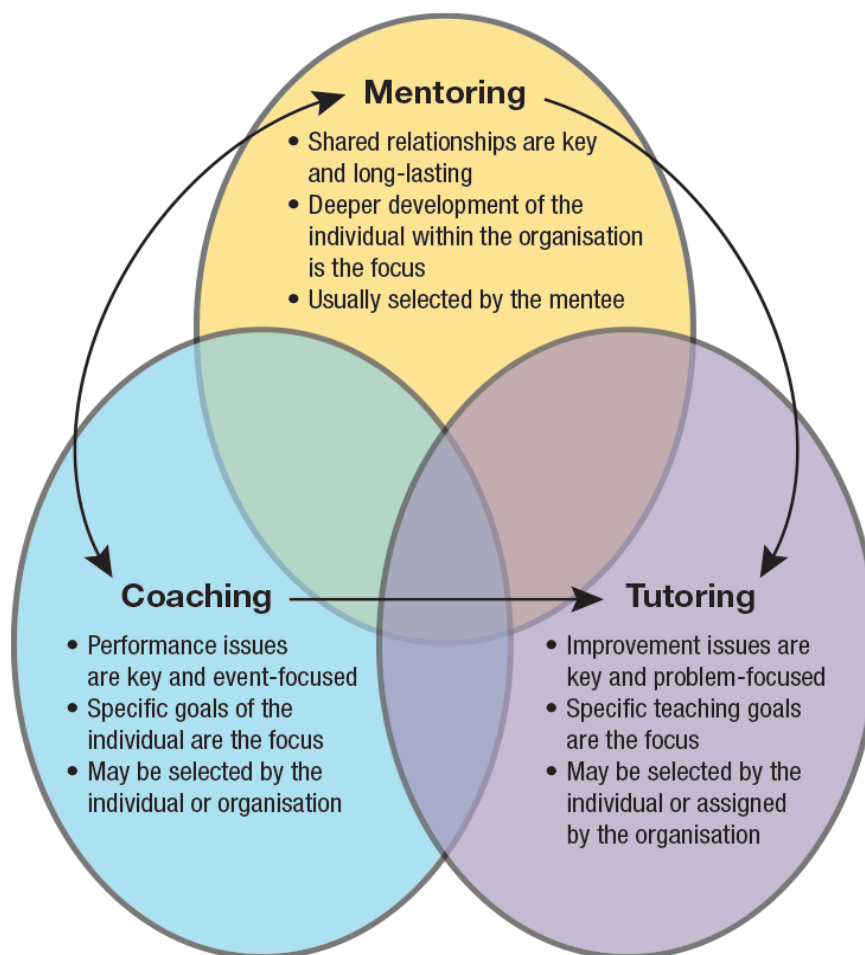 Mentoring
• Shared relationships are key
and long-lasting
• Deeper development of the
individual within the organisation
is the focus
• Usually selected by the mentee
Coaching
• Performance issues
are key and event-focused
• Specific goals of the
individual are the focus
• May be selected by the
individual or organisation
Tutoring
• Improvement issues are
key and problem-focused
• Specific teaching goals
are the focus
• May be selected by the
individual or assigned
by the organisation